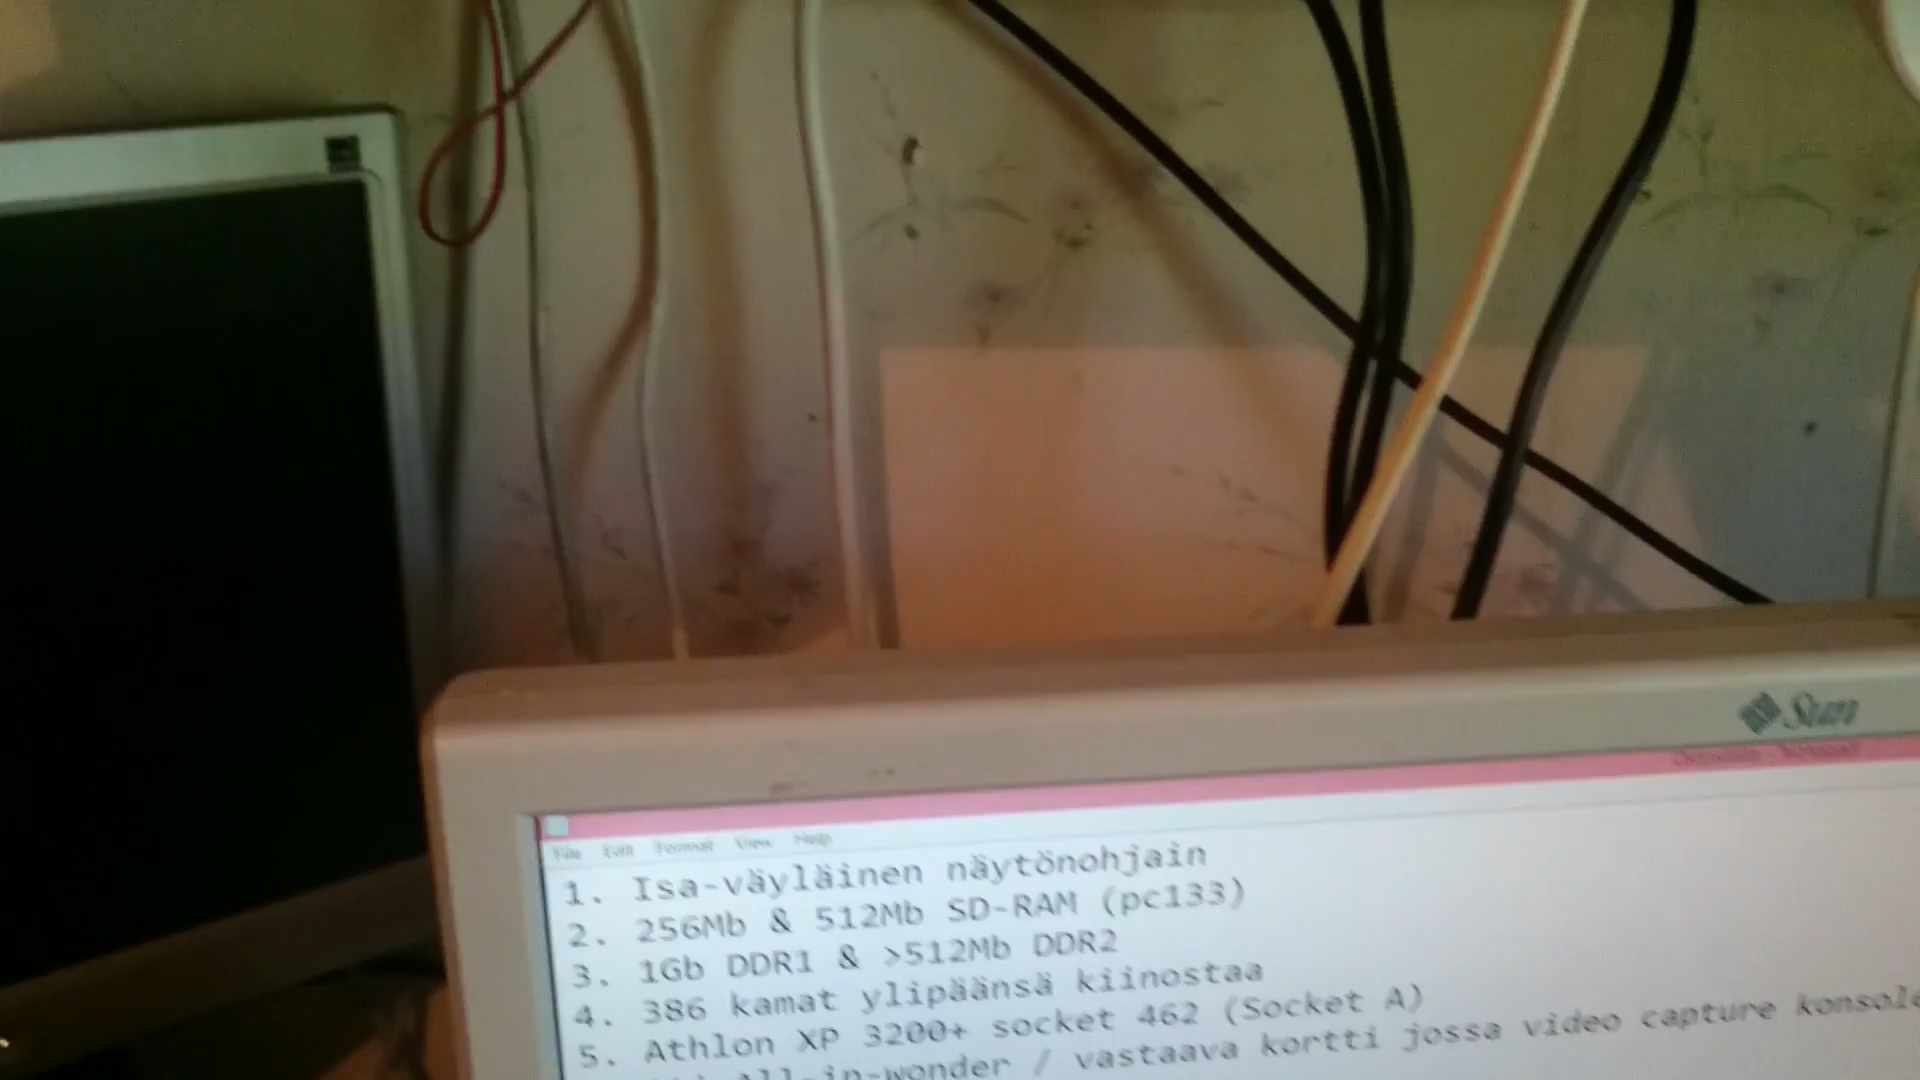 Sun
File Edit Format View Help
1. Isa-väyläinen näytönohjain
2. 256Mb & 512Mb SD-RAM (pc133)
3. 1Gb DDR1 & >512Mb DDR2
4. 386 kamat ylipäänsä kiinostaa
5. Athlon XP 3200+ socket 462 (Socket A)
All-in-wonder / vastaava kortti jossa video capture